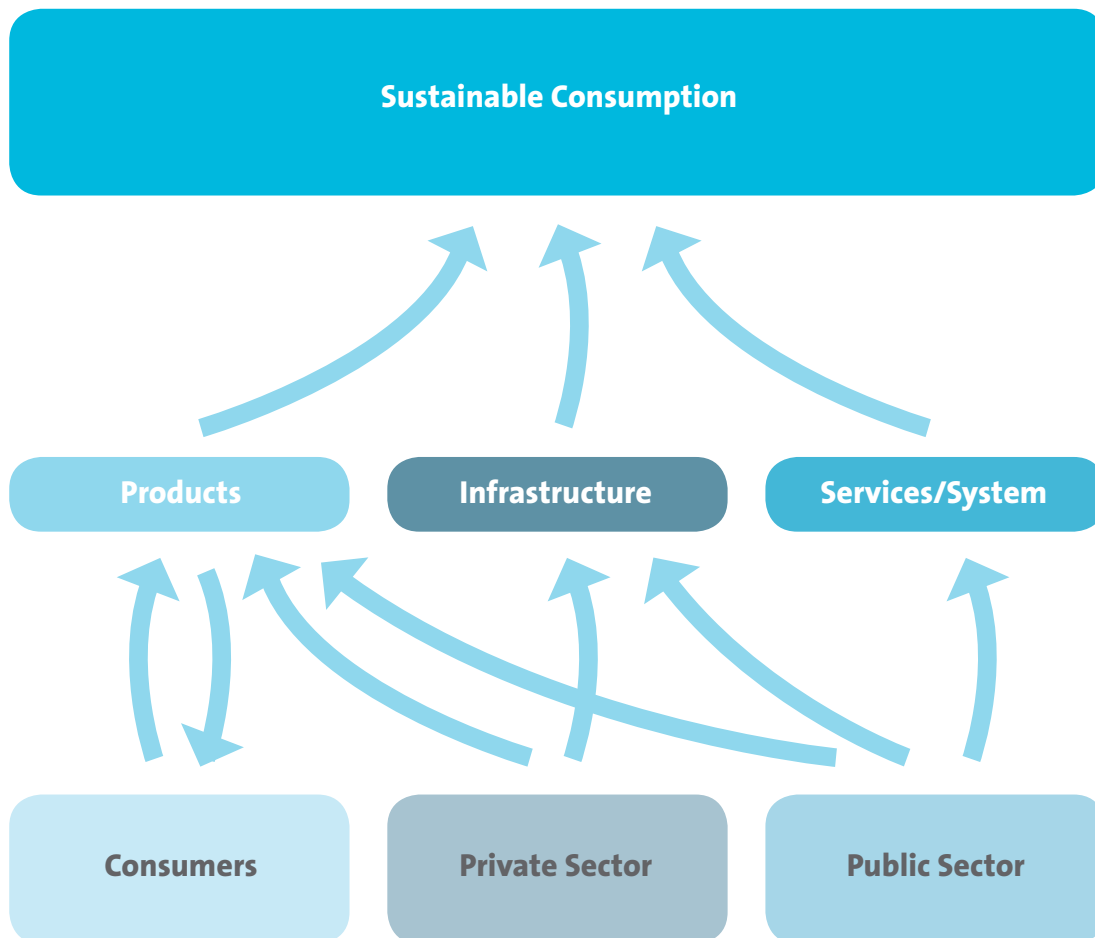 Sustainable Consumption
Products
Infrastructure
Services/System
Consumers
Private Sector
Public Sector